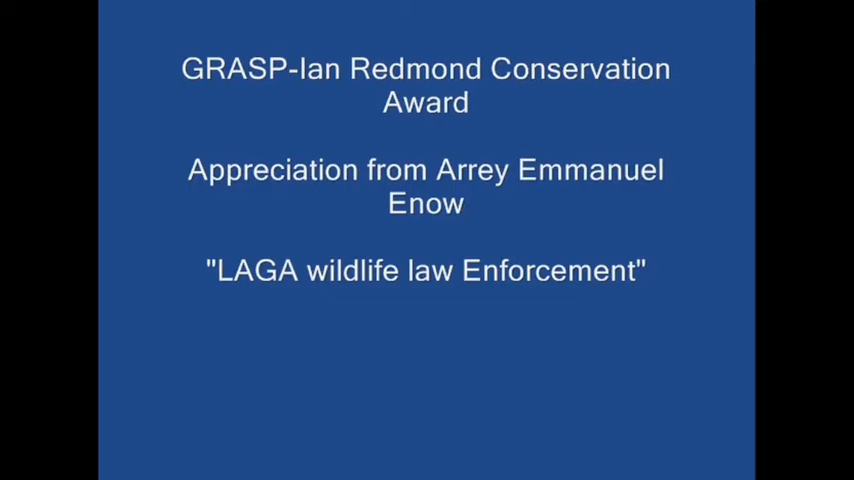 GRASP-Ian Redmond Conservation
Award
Appreciation from Arrey Emmanuel
Enow
"LAGA wildlife law Enforcement"